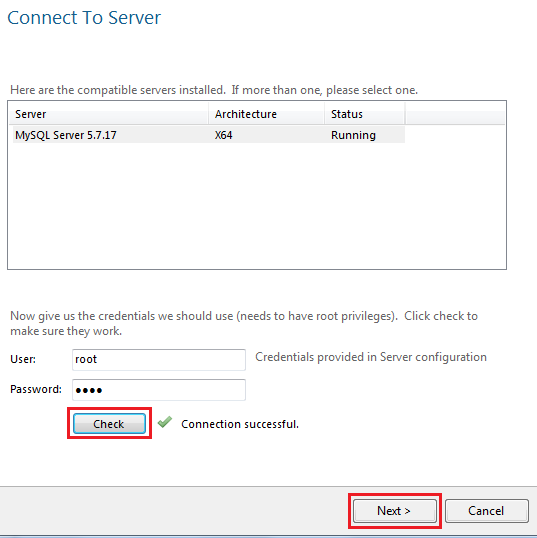 Connect To Server
Here are the compatible servers installed.  If more than one, please select one.
Server Architecture Status
MySQL Server 5.7.17 X64 Running
Now give us the credentials we should use (needs to have root privileges).  Click check to
make sure they work.
User: root Credentials provided in Server configuration
Password: ●●●●
Check Connection successful.
Next > Cancel